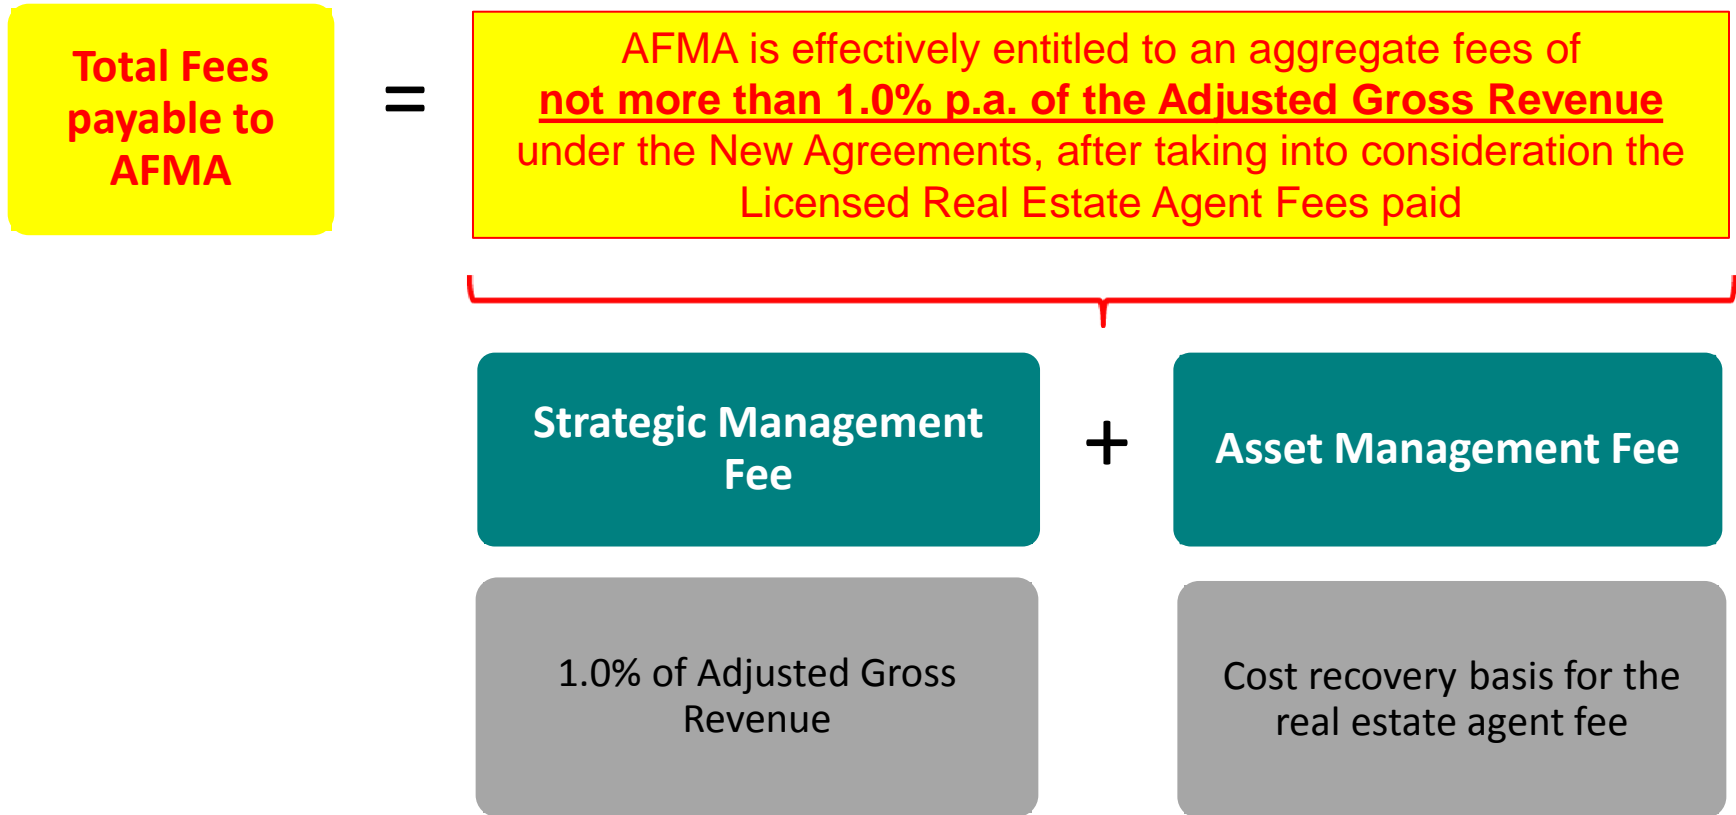 Total Fees
payable to
AFMA
=
AFMA is effectively entitled to an aggregate fees of
not more than 1.0% p.a. of the Adjusted Gross Revenue
under the New Agreements, after taking into consideration the
Licensed Real Estate Agent Fees paid
Strategic Management
Fee
+
Asset Management Fee
1.0% of Adjusted Gross
Revenue
Cost recovery basis for the
real estate agent fee